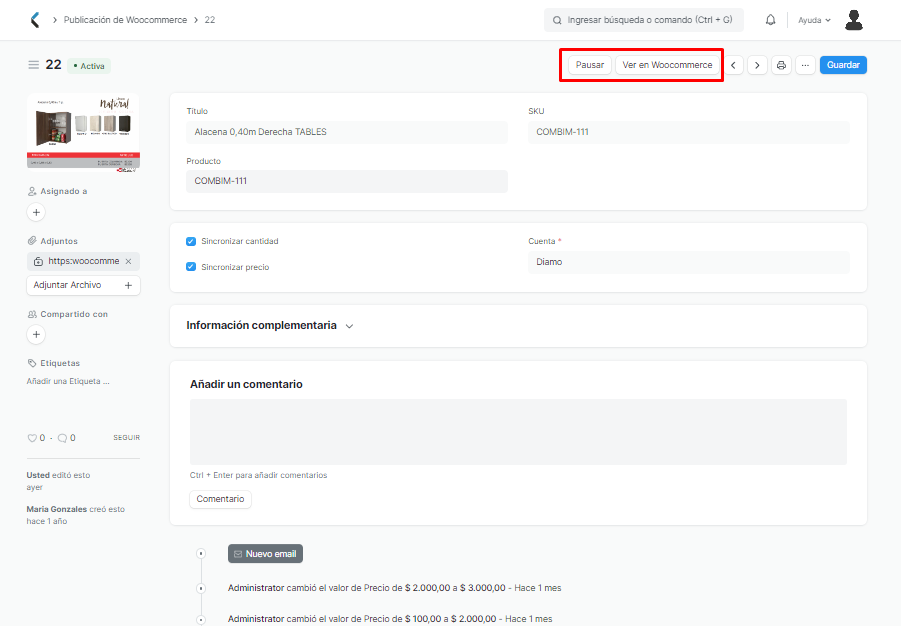 Publicación de Woocommerce
22
Ingresar búsqueda o comando (Ctrl + G)
Ayuda
22
Activa
Pausar
Ver en Woocommerce
Guardar
Natural
Asignado a
Adjuntos
https:woocomme
Adjuntar Archivo
Compartido con
Etiquetas
Añadir una Etiqueta ...
0 · 0
SEGUIR
Usted editó esto
ayer
Maria Gonzales creó esto
hace 1 año
Título
Alacena 0,40m Derecha TABLES
SKU
COMBIM-111
Producto
COMBIM-111
Sincronizar cantidad
Sincronizar precio
Cuenta *
Diamo
Información complementaria
Añadir un comentario
Ctrl + Enter para añadir comentarios
Comentario
Nuevo email
Administrator cambió el valor de Precio de $ 2.000,00 a $ 3.000,00 - Hace 1 mes
Administrator cambió el valor de Precio de $ 100,00 a $ 2.000,00 - Hace 1 mes